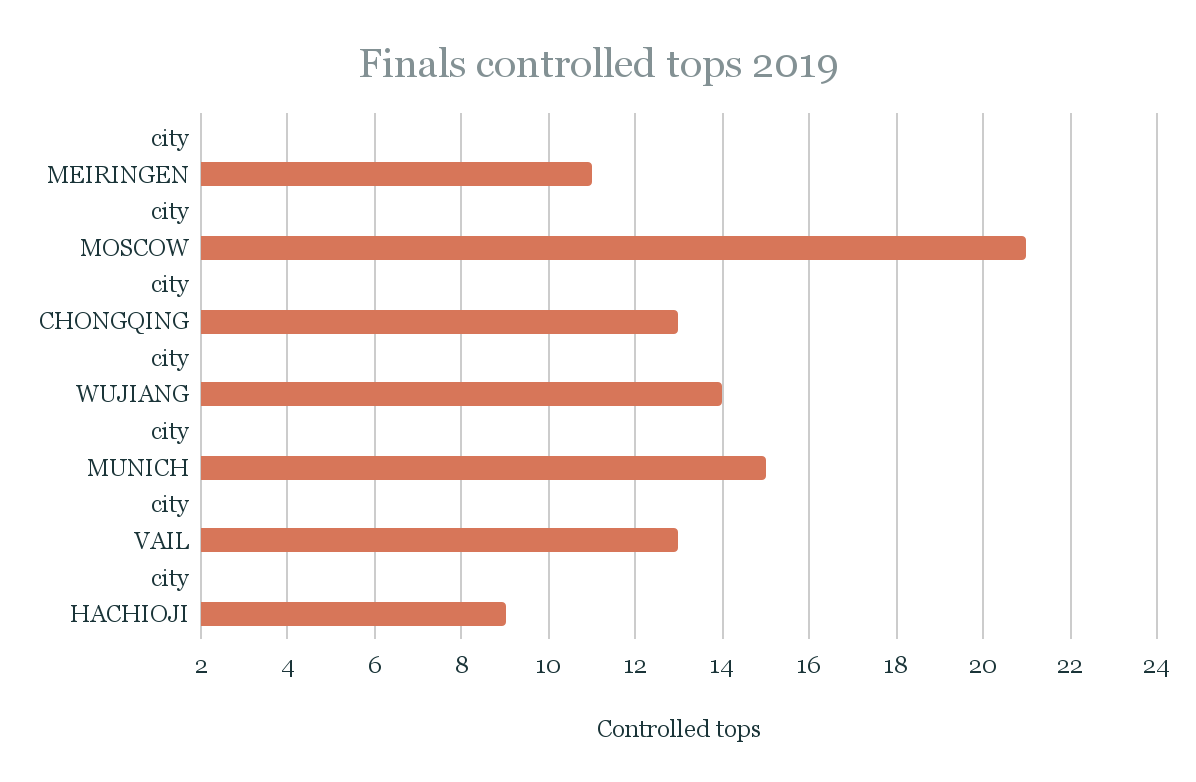 Finals controlled tops 2019
city
MEIRINGEN
city
MOSCOW
city
CHONGQING
city
WUJIANG
city
MUNICH
city
VAIL
city
HACHIOJI
2 4 6 8 10 12 14 16 18 20 22 24
Controlled tops